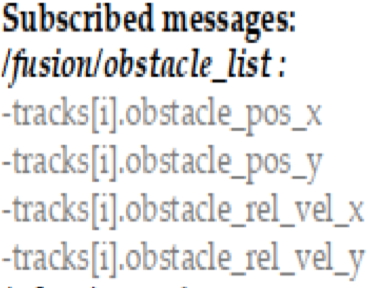 Subscribed messages:
/fusion/obstacle_list :
-tracks[i].obstacle_pos_x
-tracks[i].obstacle_pos_y
-tracks[i].obstacle_rel_vel_x
-tracks[i].obstacle_rel_vel_y